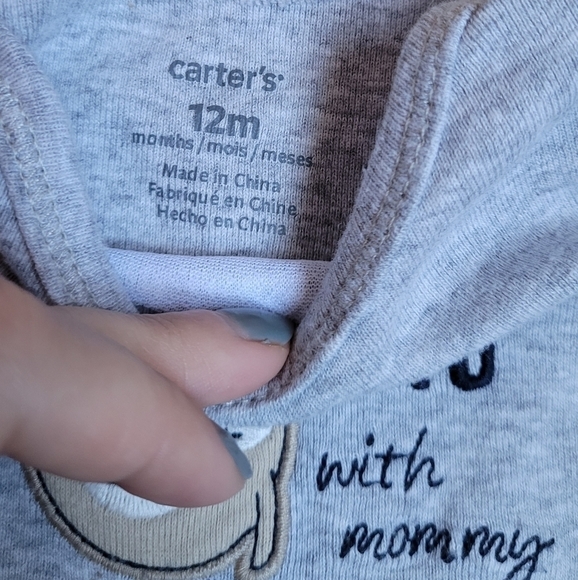 carter's
12m
months / mois / meses
Made in China
Fabriqué en Chine
Hecho en China
with
mommy